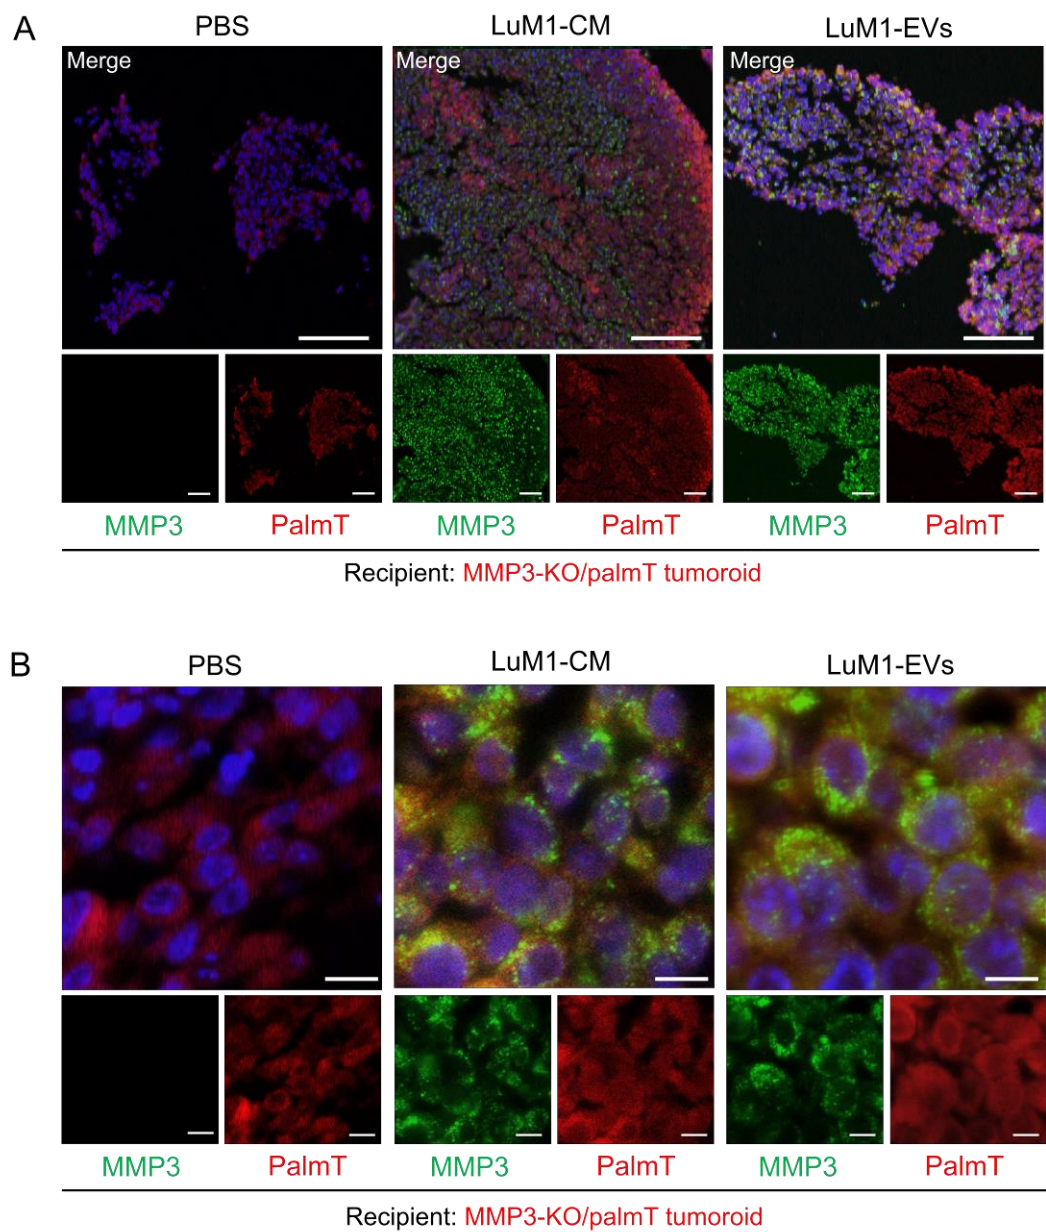 A
PBS LuM1-CM LuM1-EVs
Merge Merge Merge
MMP3 PalmT MMP3 PalmT MMP3 PalmT
Recipient: MMP3-KO/palmT tumoroid
B
PBS LuM1-CM LuM1-EVs
MMP3 PalmT MMP3 PalmT MMP3 PalmT
Recipient: MMP3-KO/palmT tumoroid